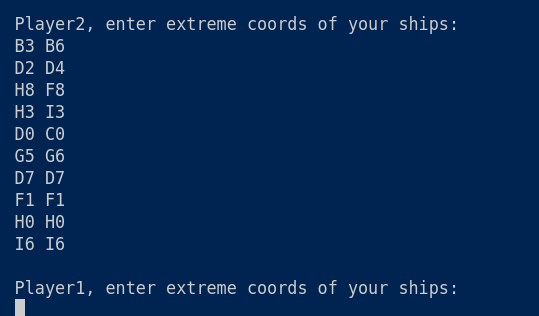 Player2, enter extreme coords of your ships:
B3 B6
D2 D4
H8 F8
H3 I3
D0 C0
G5 G6
D7 D7
F1 F1
H0 H0
I6 I6
Player1, enter extreme coords of your ships: